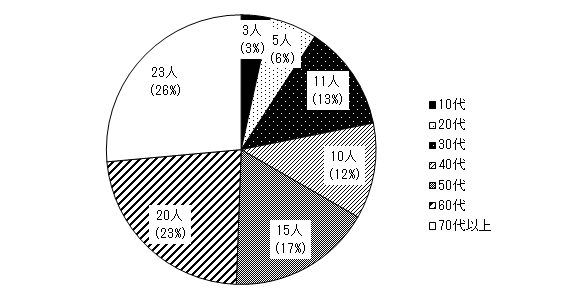 3人
(3%)
5人
(6%)
11人
(13%)
10人
(12%)
15人
(17%)
20人
(23%)
23人
(26%)
10代
20代
30代
40代
50代
60代
70代以上